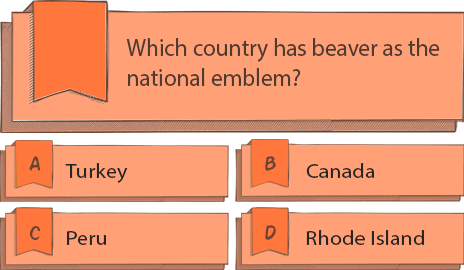 Which country has beaver as the
national emblem?
A Turkey
B Canada
C Peru
D Rhode Island